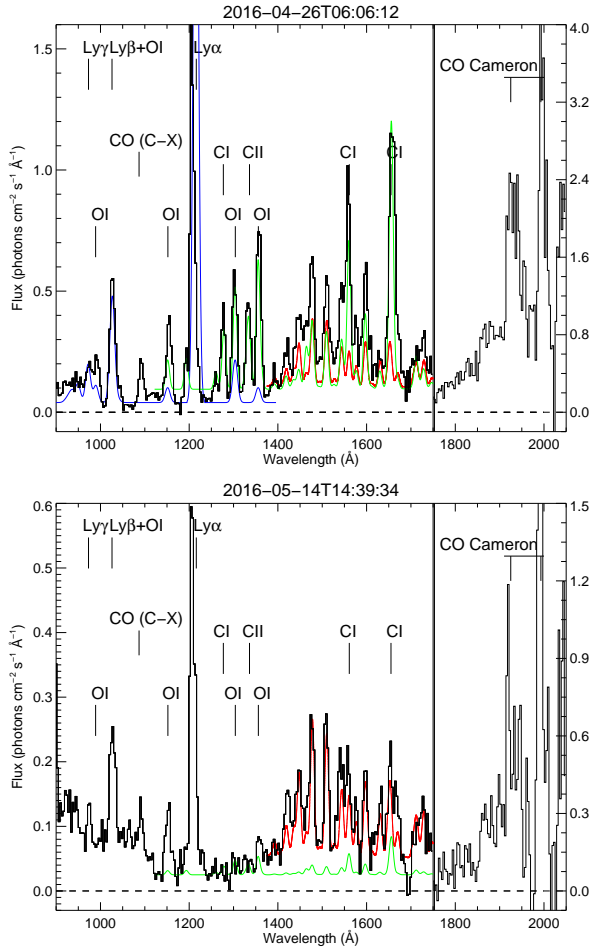 2016−04−26T06:06:12
LyγLyβ+OI Lyα
CO Cameron
CO (C−X)
CI CII CI CI
OI OI OI OI
1.5
1.0
0.5
0.0
4.0
3.2
2.4
1.6
0.8
0.0
Flux (photons cm⁻² s⁻¹ Å⁻¹)
1000 1200 1400 1600 1800 2000
Wavelength (Å)
2016−05−14T14:39:34
LyγLyβ+OI Lyα
CO Cameron
CO (C−X)
CI CII CI CI
OI OI OI OI
0.6
0.5
0.4
0.3
0.2
0.1
0.0
1.5
1.2
0.9
0.6
0.3
0.0
Flux (photons cm⁻² s⁻¹ Å⁻¹)
1000 1200 1400 1600 1800 2000
Wavelength (Å)